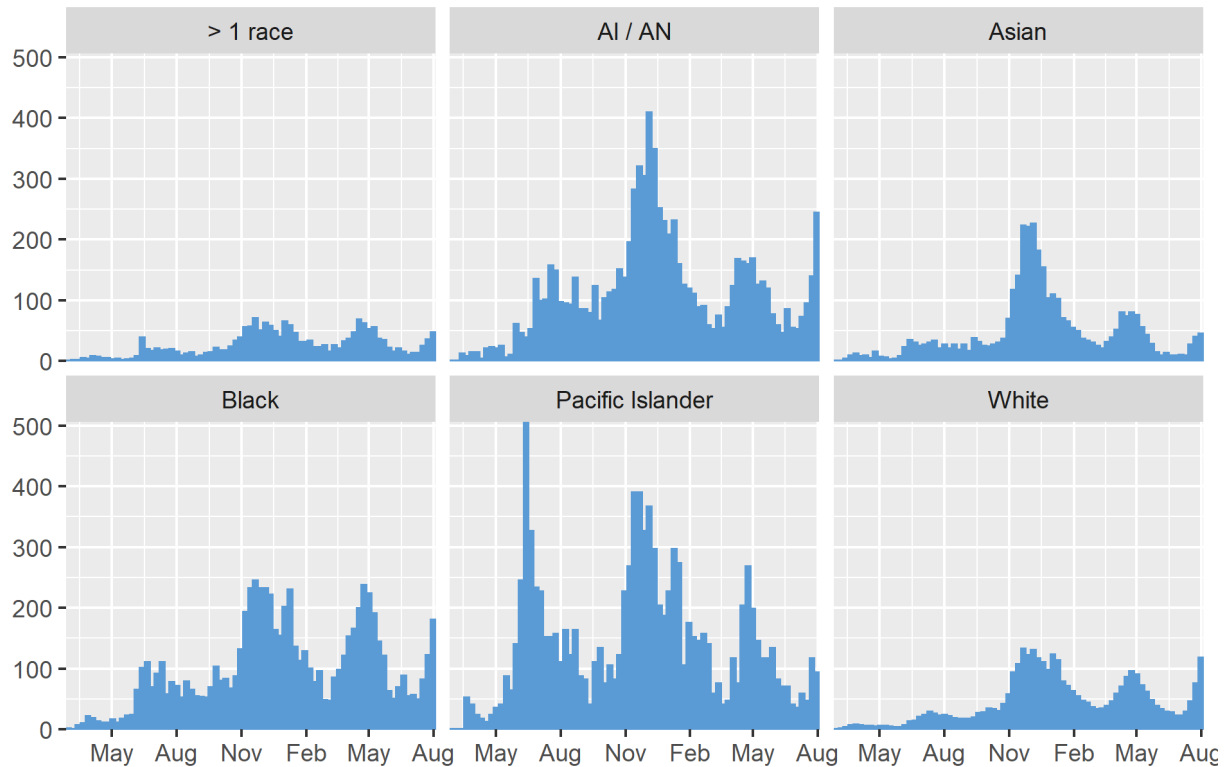 > 1 race
AI / AN
Asian
500
400
300
200
100
0
Black
Pacific Islander
White
500
400
300
200
100
0
May Aug Nov Feb May Aug
May Aug Nov Feb May Aug
May Aug Nov Feb May Aug